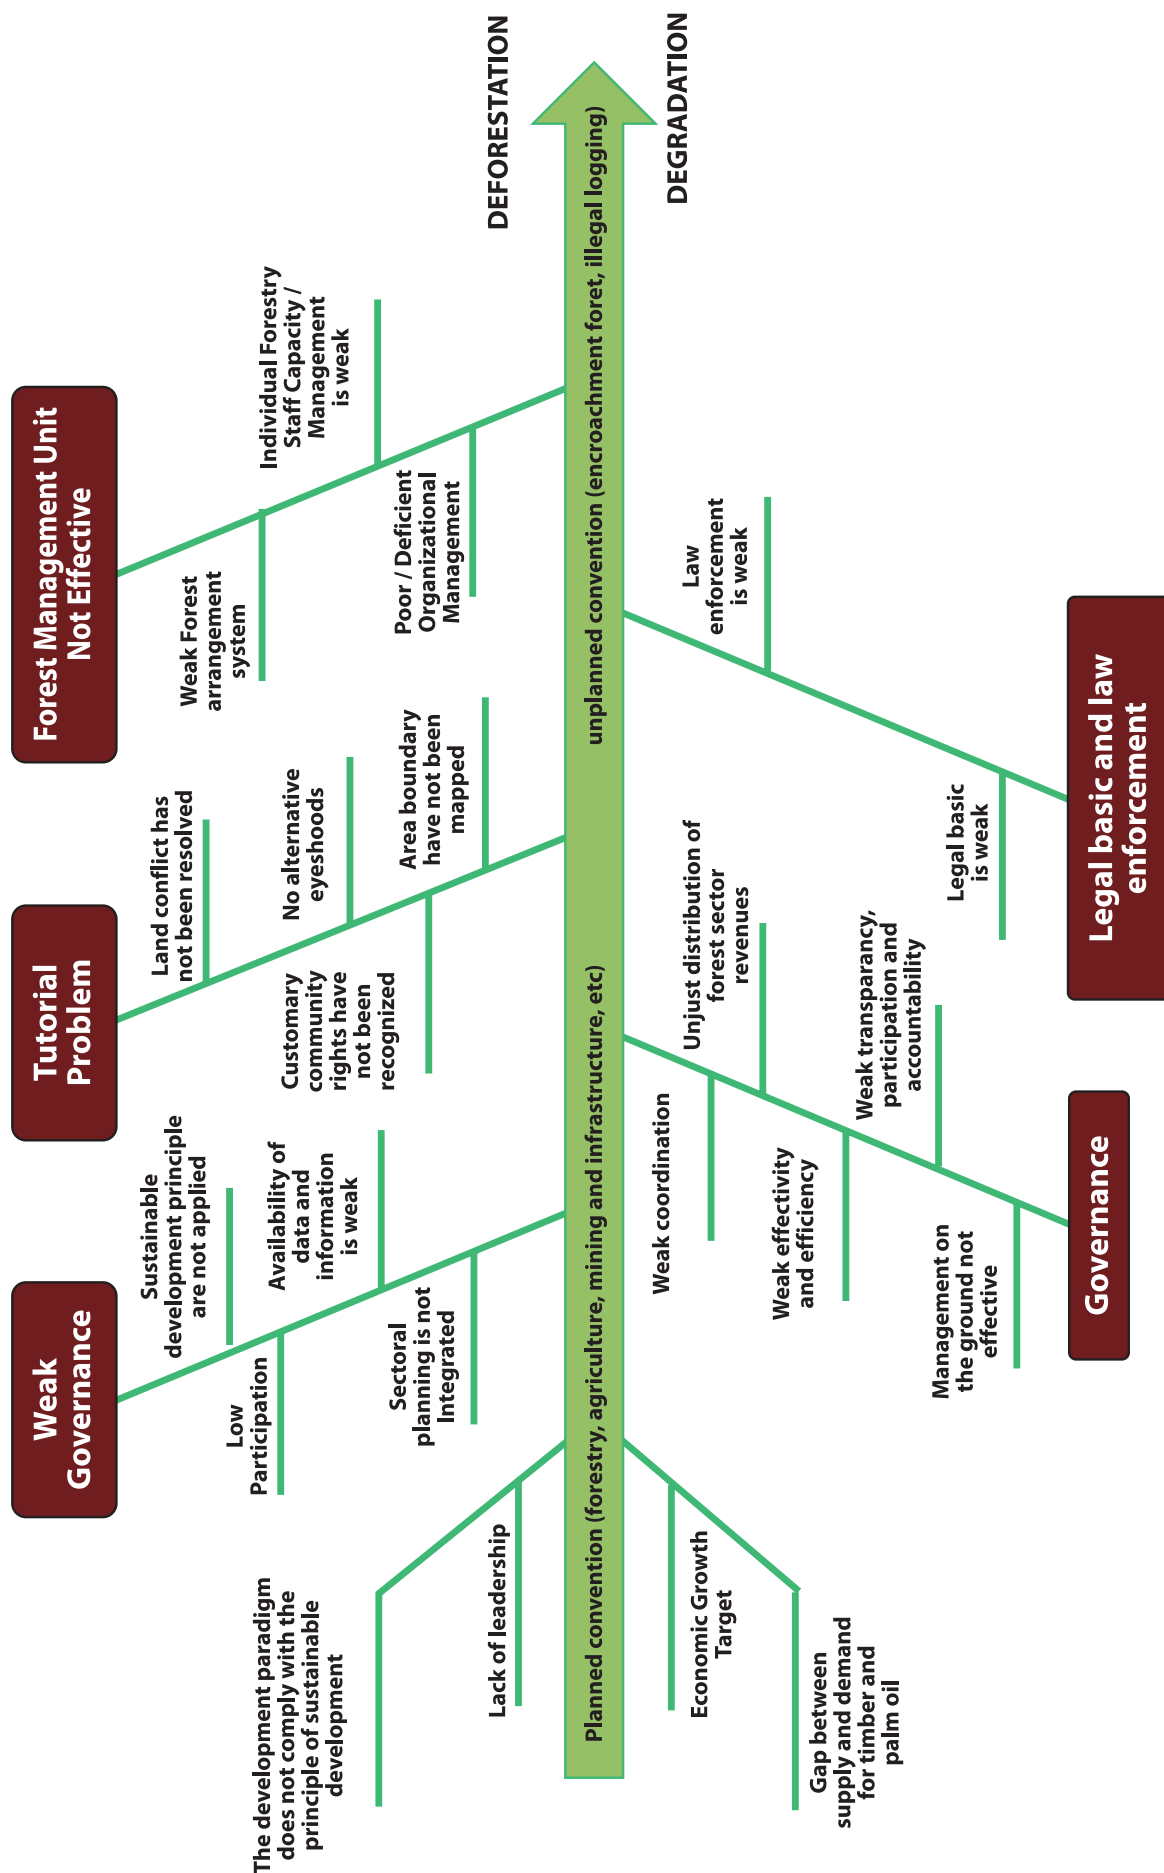 Weak
Governance
Tutorial
Problem
Forest Management Unit
Not Effective
Sustainable
development principle
are not applied
Low
Participation
Availability of
data and
information
is weak
Sectoral
planning is not
Integrated
Land conflict has
not been resolved
No alternative
eyeshoods
Customary
community
rights have
not been
recognized
Area boundary
have not been
mapped
Weak Forest
arrangement
system
Individual Forestry
Staff Capacity /
Management
is weak
Poor / Deficient
Organizational
Management
The development paradigm
does not comply with the
principle of sustainable
development
Lack of leadership
DEFORESTATION
Planned convention (forestry, agriculture, mining and infrastructure, etc)
unplanned convention (encroachment foret, illegal logging)
DEGRADATION
Economic Growth
Target
Gap between
supply and demand
for timber and
palm oil
Weak coordination
Unjust distribution of
forest sector
revenues
Weak effectivity
and efficiency
Weak transparancy,
participation and
accountability
Management on
the ground not
effective
Law
enforcement
is weak
Legal basic
is weak
Governance
Legal basic and law
enforcement